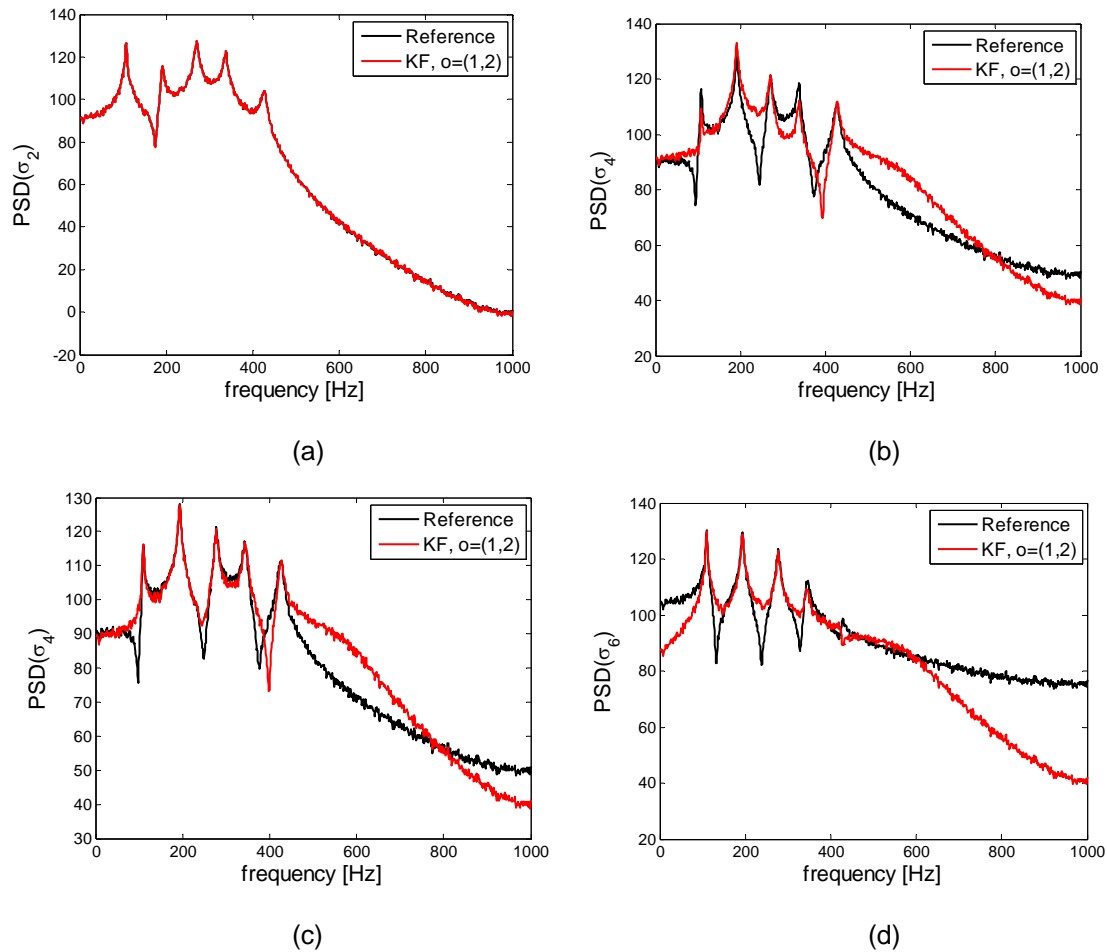 140
120
100
80
60
40
20
0
-20
0 200 400 600 800 1000
PSD(σ2)
frequency [Hz]
Reference
KF, o=(1,2)
(a)
140
120
100
80
60
40
20
0 200 400 600 800 1000
PSD(σ4)
frequency [Hz]
Reference
KF, o=(1,2)
(b)
130
120
110
100
90
80
70
60
50
40
30
0 200 400 600 800 1000
PSD(σ4)
frequency [Hz]
Reference
KF, o=(1,2)
(c)
140
120
100
80
60
40
20
0 200 400 600 800 1000
PSD(σ6)
frequency [Hz]
Reference
KF, o=(1,2)
(d)